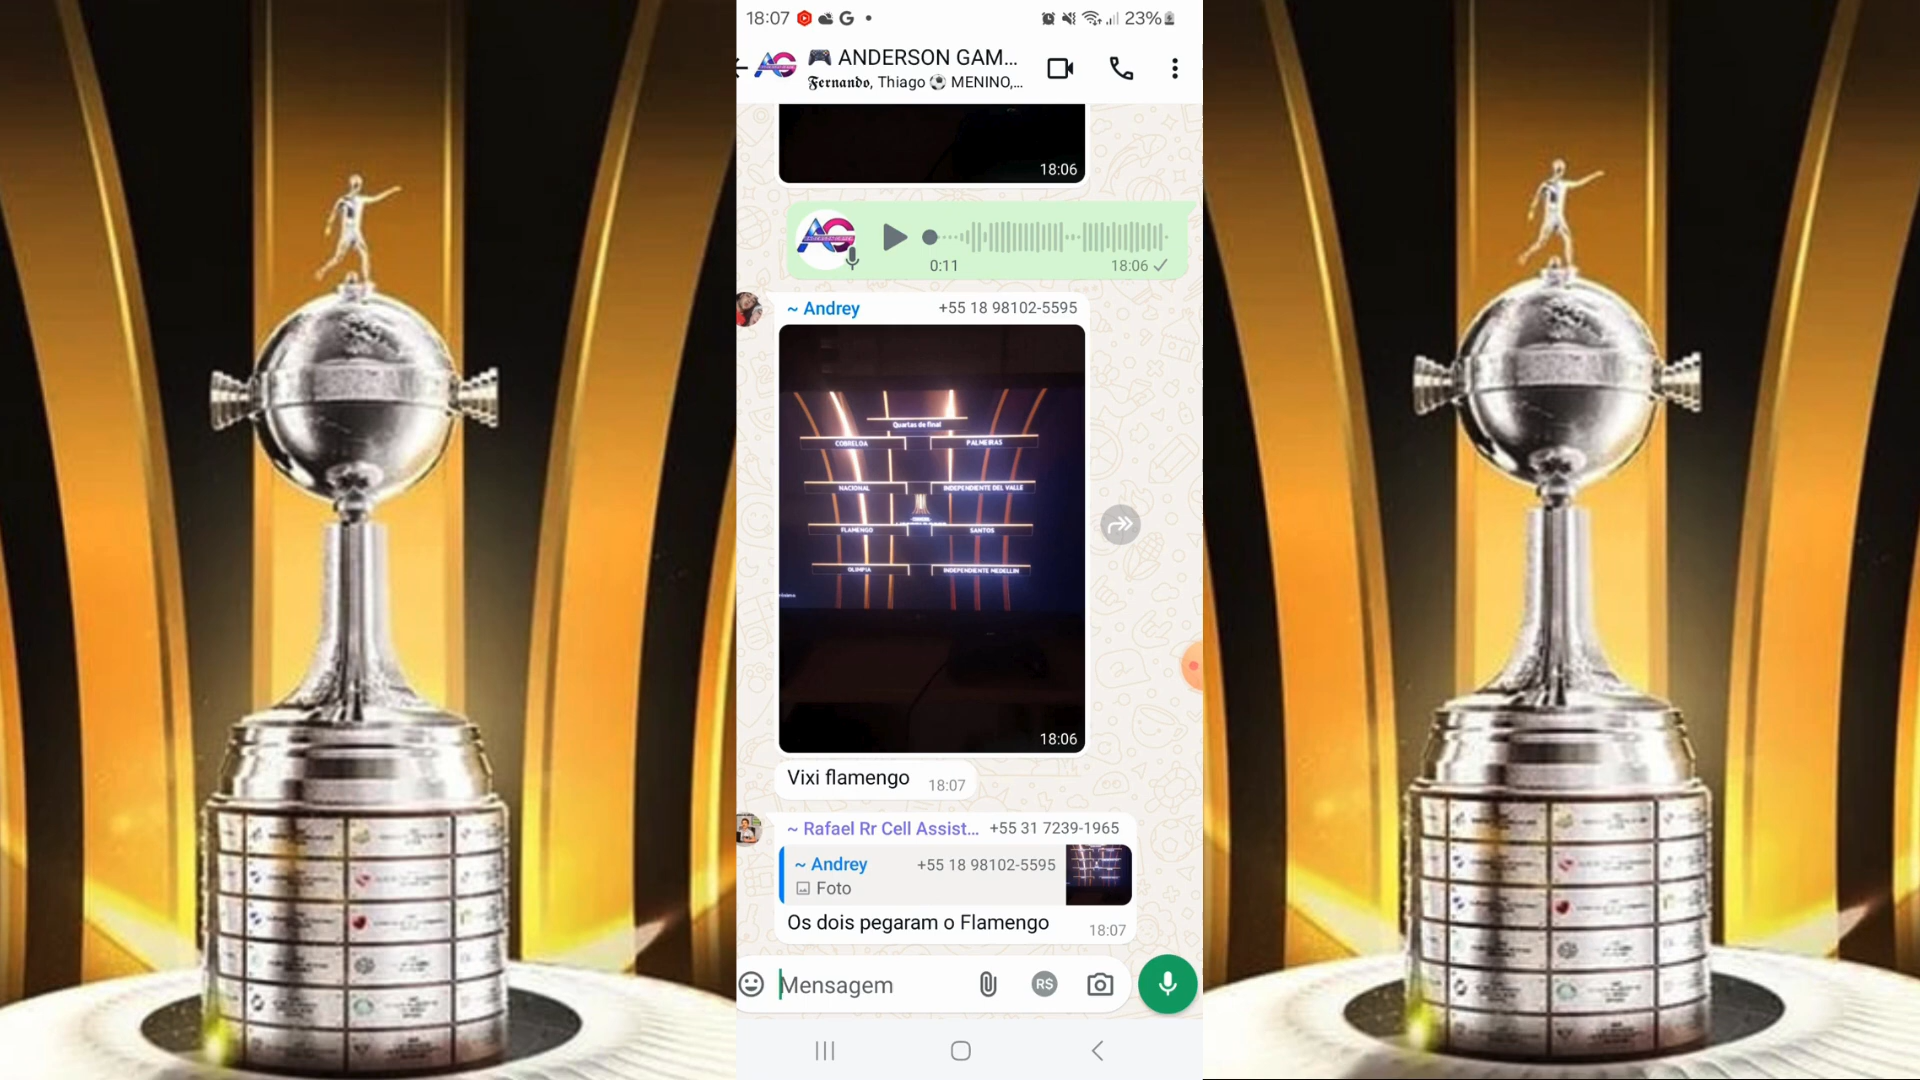 18:07
23%
🎮 ANDERSON GAM...
𝕱𝖊𝖗𝖓𝖆𝖓𝖉𝖔, Thiago ⚽ MENINO,...
18:06
0:11
18:06
~ Andrey
+55 18 98102-5595
Quartas de final
COBRELOA
PALMEIRAS
NACIONAL
INDEPENDIENTE DEL VALLE
FLAMENGO
SANTOS
OLIMPIA
INDEPENDIENTE MEDELLIN
18:06
Vixi flamengo
18:07
~ Rafael Rr Cell Assist...
+55 31 7239-1965
~ Andrey
+55 18 98102-5595
Foto
Os dois pegaram o Flamengo
18:07
Mensagem
RS